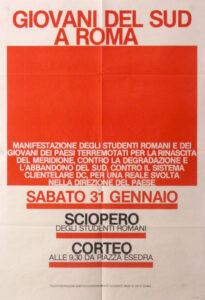 GIOVANI DEL SUD
A ROMA
MANIFESTAZIONE DEGLI STUDENTI ROMANI E DEI
GIOVANI DEI PAESI TERREMOTATI PER LA RINASCITA
DEL MERIDIONE, CONTRO LA DEGRADAZIONE E
L'ABBANDONO DEL SUD, CONTRO IL SISTEMA
CLIENTELARE DC, PER UNA REALE SVOLTA
NELLA DIREZIONE DEL PAESE
SABATO 31 GENNAIO
SCIOPERO
DEGLI STUDENTI ROMANI
CORTEO
ALLE 9,30 DA PIAZZA ESEDRA